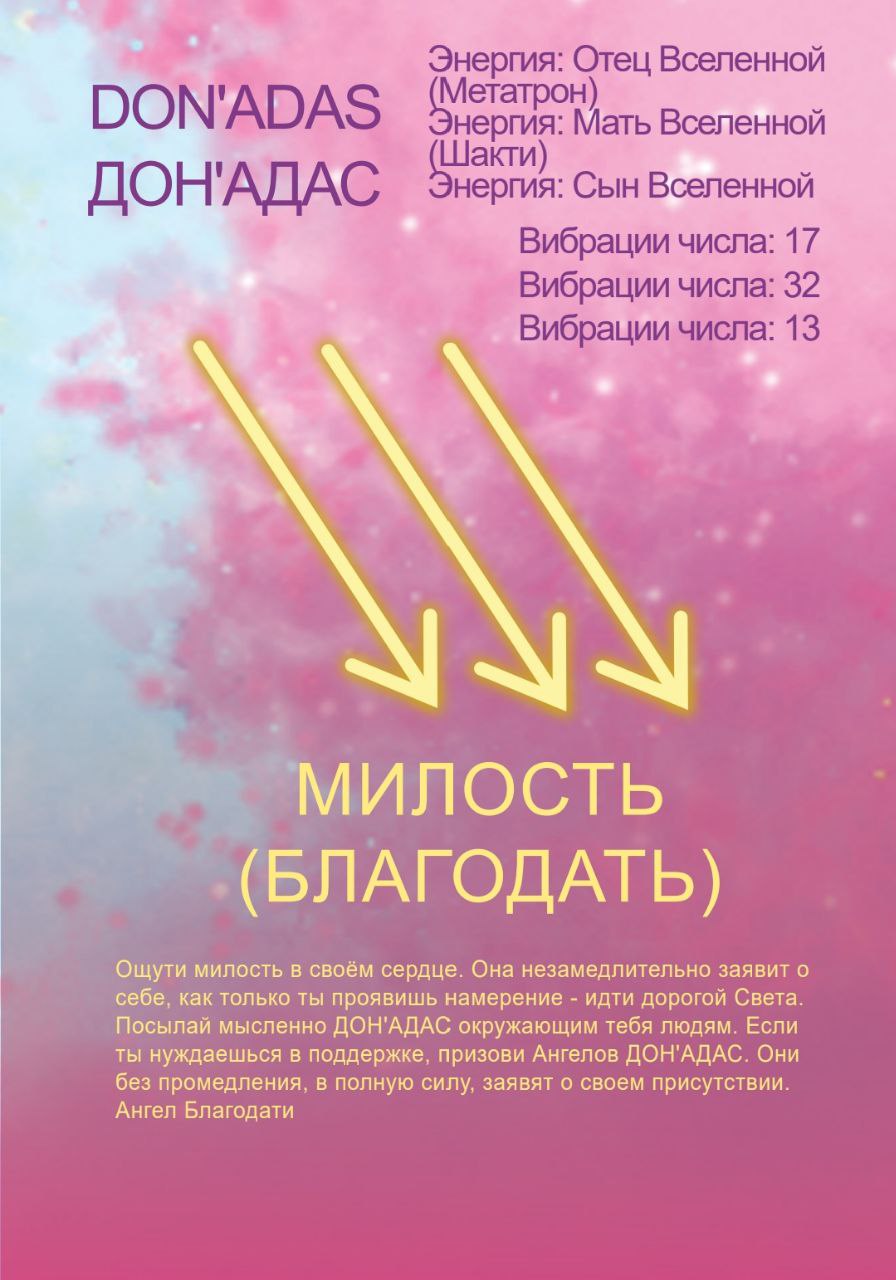 DON'ADAS
ДОН'АДАС
Энергия: Отец Вселенной
(Метатрон)
Энергия: Мать Вселенной
(Шакти)
Энергия: Сын Вселенной
Вибрации числа: 17
Вибрации числа: 32
Вибрации числа: 13
МИЛОСТЬ
(БЛАГОДАТЬ)
Ощути милость в своём сердце. Она незамедлительно заявит о
себе, как только ты проявишь намерение - идти дорогой Света.
Посылай мысленно ДОН'АДАС окружающим тебя людям. Если
ты нуждаешься в поддержке, призови Ангелов ДОН'АДАС. Они
без промедления, в полную силу, заявят о своем присутствии.
Ангел Благодати